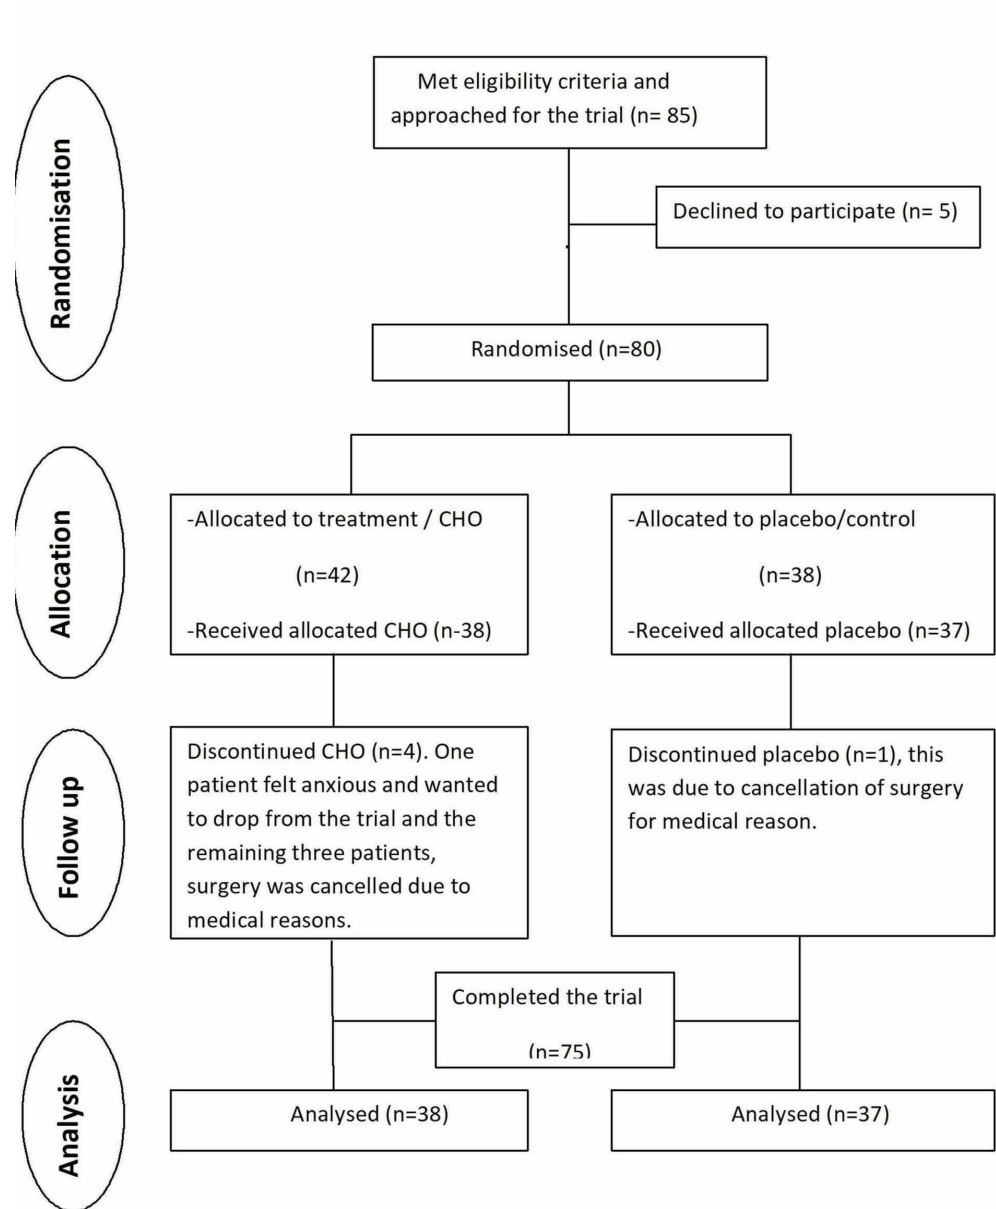 Randomisation
Met eligibility criteria and
approached for the trial (n= 85)
Declined to participate (n= 5)
Randomised (n=80)
Allocation
-Allocated to treatment / CHO
(n=42)
-Received allocated CHO (n-38)
-Allocated to placebo/control
(n=38)
-Received allocated placebo (n=37)
Follow up
Discontinued CHO (n=4). One
patient felt anxious and wanted
to drop from the trial and the
remaining three patients,
surgery was cancelled due to
medical reasons.
Discontinued placebo (n=1), this
was due to cancellation of surgery
for medical reason.
Completed the trial
(n=75)
Analysis
Analysed (n=38)
Analysed (n=37)